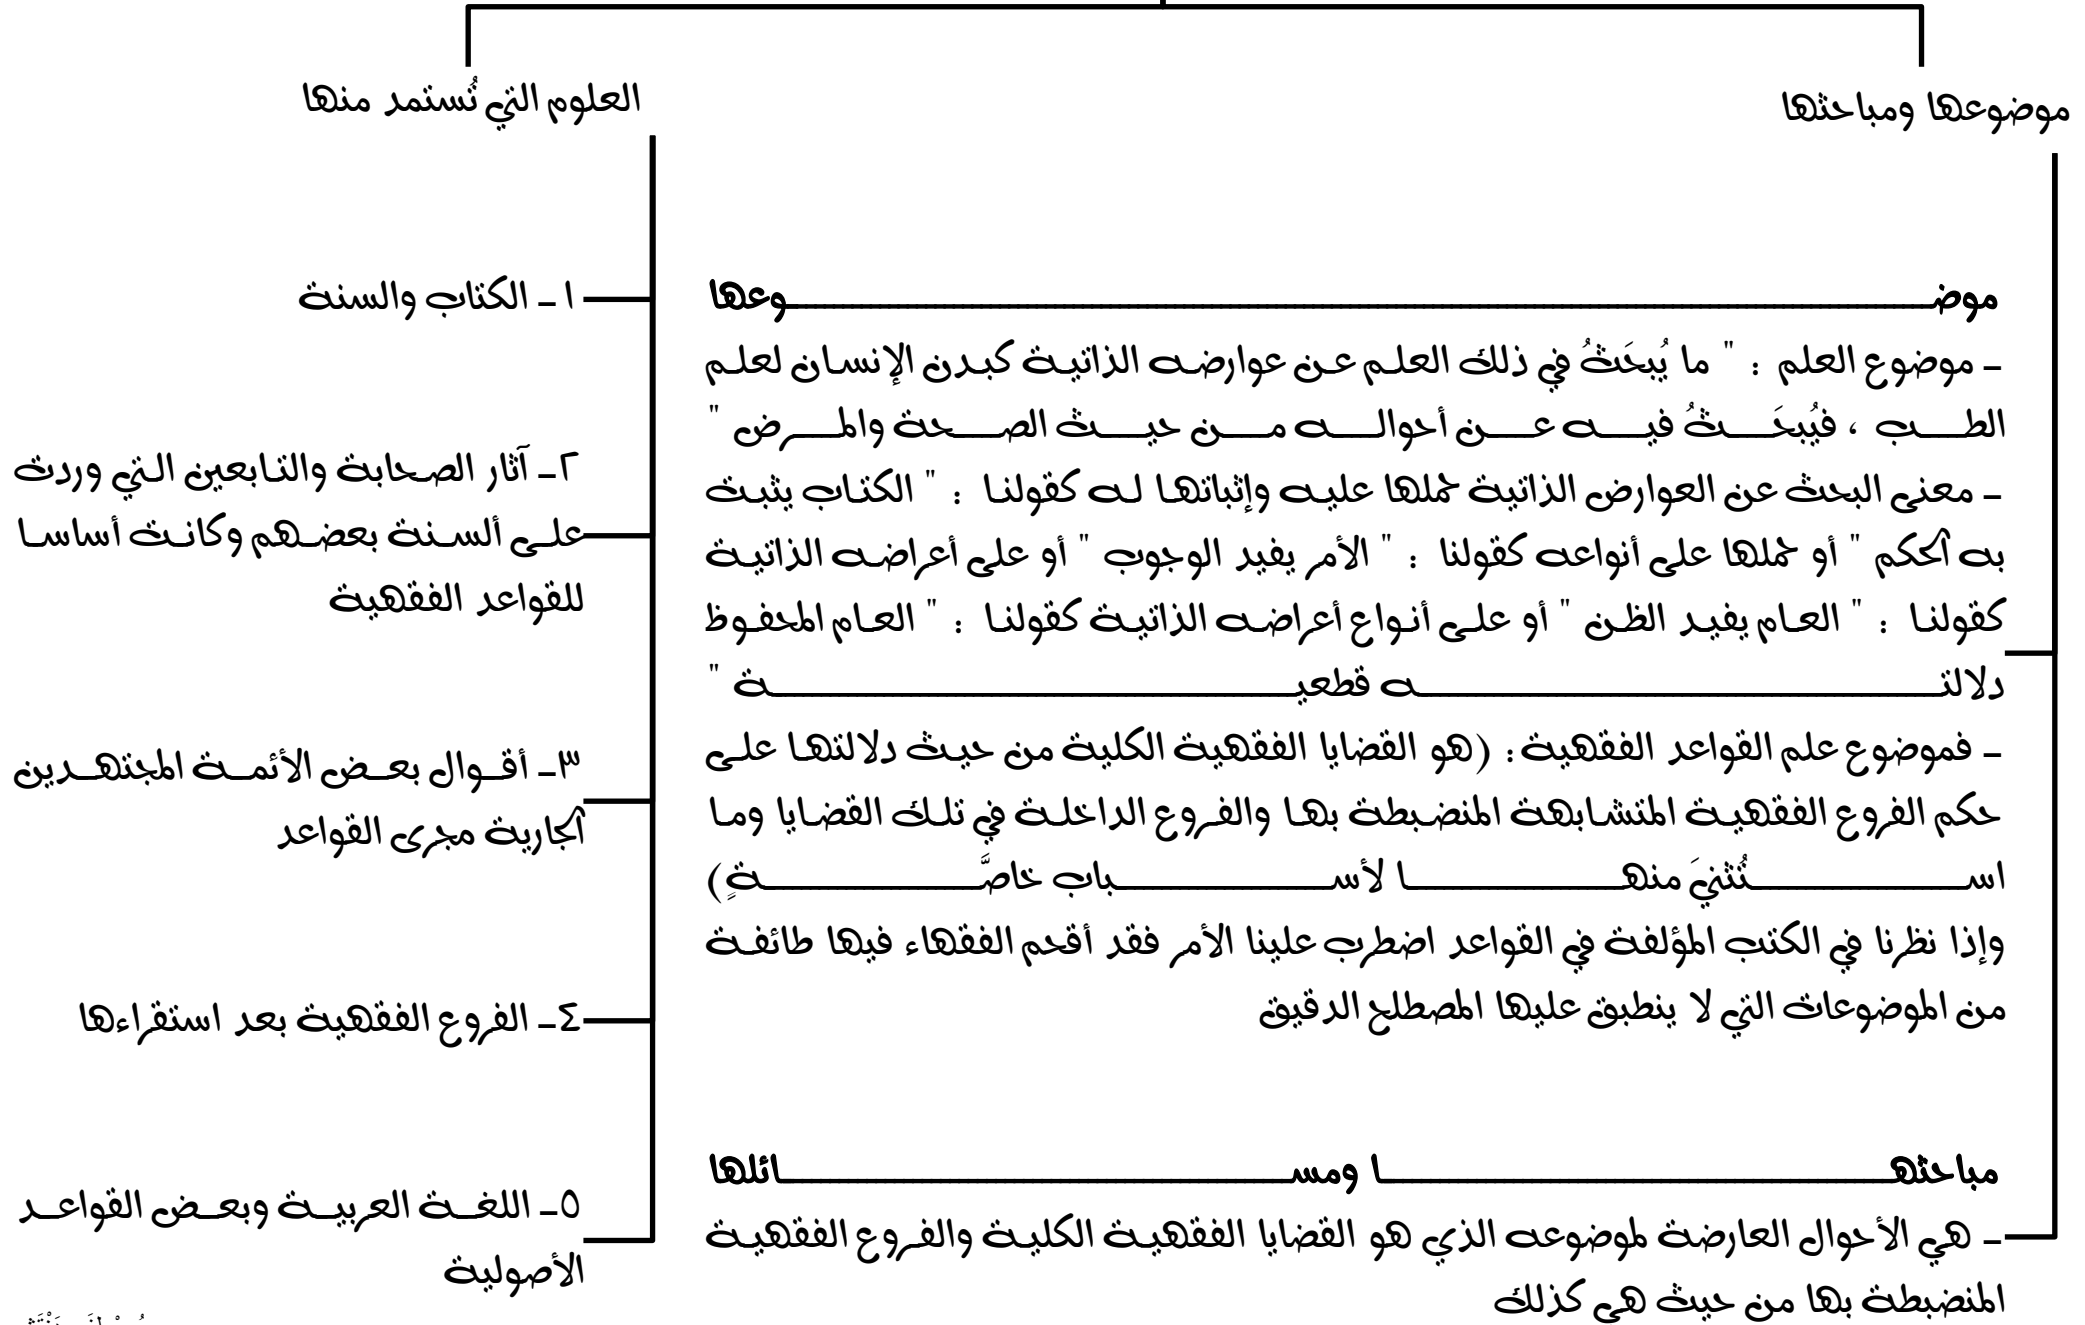 موضوعها ومباحثها
موضوعها
- موضوع العلم : " ما يُبحَثُ في ذلك العلم عن عوارضه الذاتية كبدن الإنسان لعلم
الطب ، فيُبحَثُ فيه عن أحواله من حيث الصحة والمرض "
- معنى البحث عن العوارض الذاتية حملها عليه وإثباتها له كقولنا : " الكتاب يثبت
به الحكم " أو حملها على أنواعه كقولنا : " الأمر يفيد الوجوب " أو على أعراضه الذاتية
كقولنا : " العام يفيد الظن " أو على أنواع أعراضه الذاتية كقولنا : " العام المحفوظ
دلالته قطعية "
- فموضوع علم القواعد الفقهية : (هو القضايا الفقهية الكلية من حيث دلالتها على
حكم الفروع الفقهية المتشابهة المنضبطة بها والفروع الداخلة في تلك القضايا وما
استُثنيَ منها لأسباب خاصَّةٍ)
وإذا نظرنا في الكتب المؤلفة في القواعد اضطرب علينا الأمر فقد أقحم الفقهاء فيها طائفة
من الموضوعات التي لا ينطبق عليها المصطلح الدقيق
مباحثها ومسائلها
- هي الأحوال العارضة لموضوعه الذي هو القضايا الفقهية الكلية والفروع الفقهية
المنضبطة بها من حيث هي كذلك
العلوم التي تُستمد منها
١ - الكتاب والسنة
٢- آثار الصحابة والتابعين التي وردت
على ألسنة بعضهم وكانت أساسا
للقواعد الفقهية
٣- أقوال بعض الأئمة المجتهدين
الجارية مجرى القواعد
٤- الفروع الفقهية بعد استقراءها
٥- اللغة العربية وبعض القواعد
الأصولية